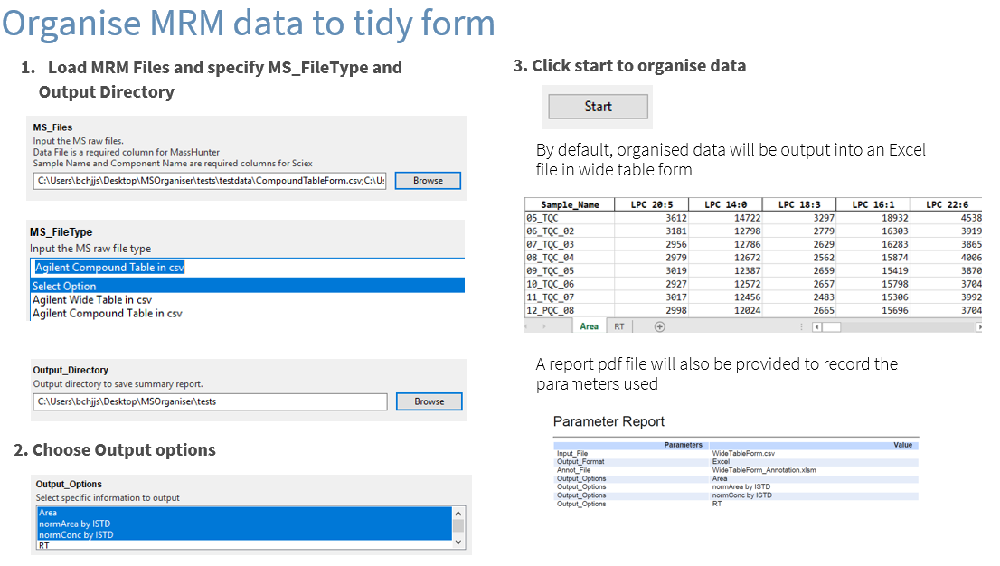 Organise MRM data to tidy form
1. Load MRM Files and specify MS_FileType and
Output Directory
MS_Files
Input the MS raw files.
Data File is a required column for MassHunter
Sample Name and Component Name are required columns for Sciex
C:\Users\bchjjs\Desktop\MSOrganiser\tests\testdata\CompoundTableForm.csv;C:\U
Browse
MS_FileType
Input the MS raw file type
Agilent Compound Table in csv
Select Option
Agilent Wide Table in csv
Agilent Compound Table in csv
Output_Directory
Output directory to save summary report.
C:\Users\bchjjs\Desktop\MSOrganiser\tests
Browse
2. Choose Output options
Output_Options
Select specific information to output
Area
normArea by ISTD
normConc by ISTD
RT
3. Click start to organise data
Start
By default, organised data will be output into an Excel
file in wide table form
Sample_Name LPC 20:5 LPC 14:0 LPC 18:3 LPC 16:1 LPC 22:6
05_TQC 3612 14722 3297 18932 4538
06_TQC_02 3181 12798 2779 16303 3919
07_TQC_03 2956 12786 2629 16283 3865
08_TQC_04 2979 12672 2562 15874 4006
09_TQC_05 3019 12387 2659 15419 3870
10_TQC_06 2927 12572 2657 15798 3704
11_TQC_07 3017 12456 2483 15306 3992
12_PQC_08 2998 12024 2665 15696 3704
Area RT
A report pdf file will also be provided to record the
parameters used
Parameter Report
Parameters Value
Input_File WideTableForm.csv
Output_Format Excel
Annot_File WideTableForm_Annotation.xlsm
Output_Options Area
Output_Options normArea by ISTD
Output_Options normConc by ISTD
Output_Options RT